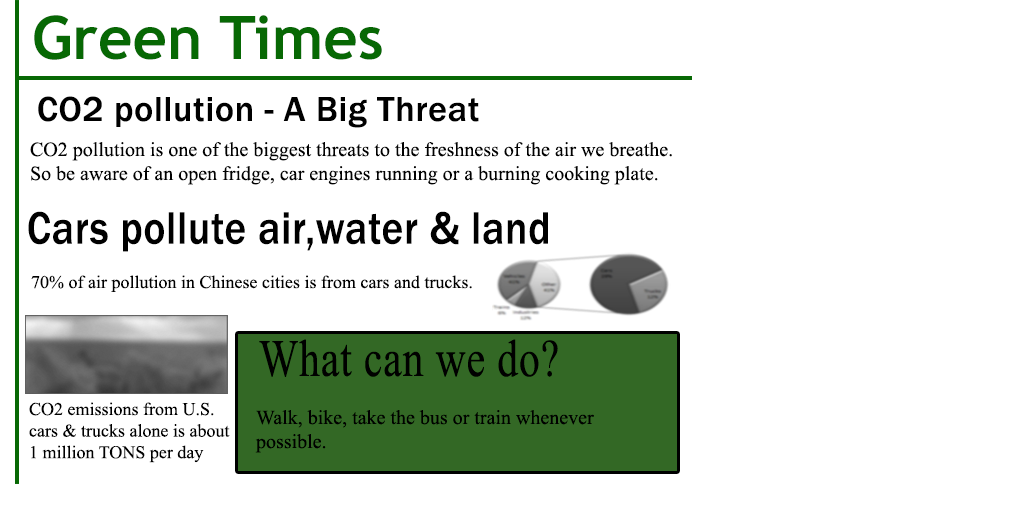 Green Times
CO2 pollution - A Big Threat
CO2 pollution is one of the biggest threats to the freshness of the air we breathe.
So be aware of an open fridge, car engines running or a burning cooking plate.
Cars pollute air,water & land
70% of air pollution in Chinese cities is from cars and trucks.
Other
Cars
Trucks
CO2 emissions from U.S.
cars & trucks alone is about
1 million TONS per day
What can we do?
Walk, bike, take the bus or train whenever
possible.